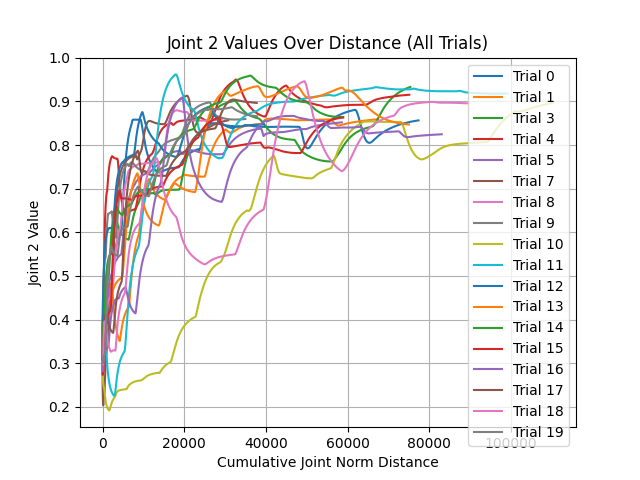 Joint 2 Values Over Distance (All Trials)
Joint 2 Value
1.0
0.9
0.8
0.7
0.6
0.5
0.4
0.3
0.2
0
20000
40000
60000
80000
100000
Cumulative Joint Norm Distance
Trial 0
Trial 1
Trial 3
Trial 4
Trial 5
Trial 7
Trial 8
Trial 9
Trial 10
Trial 11
Trial 12
Trial 13
Trial 14
Trial 15
Trial 16
Trial 17
Trial 18
Trial 19